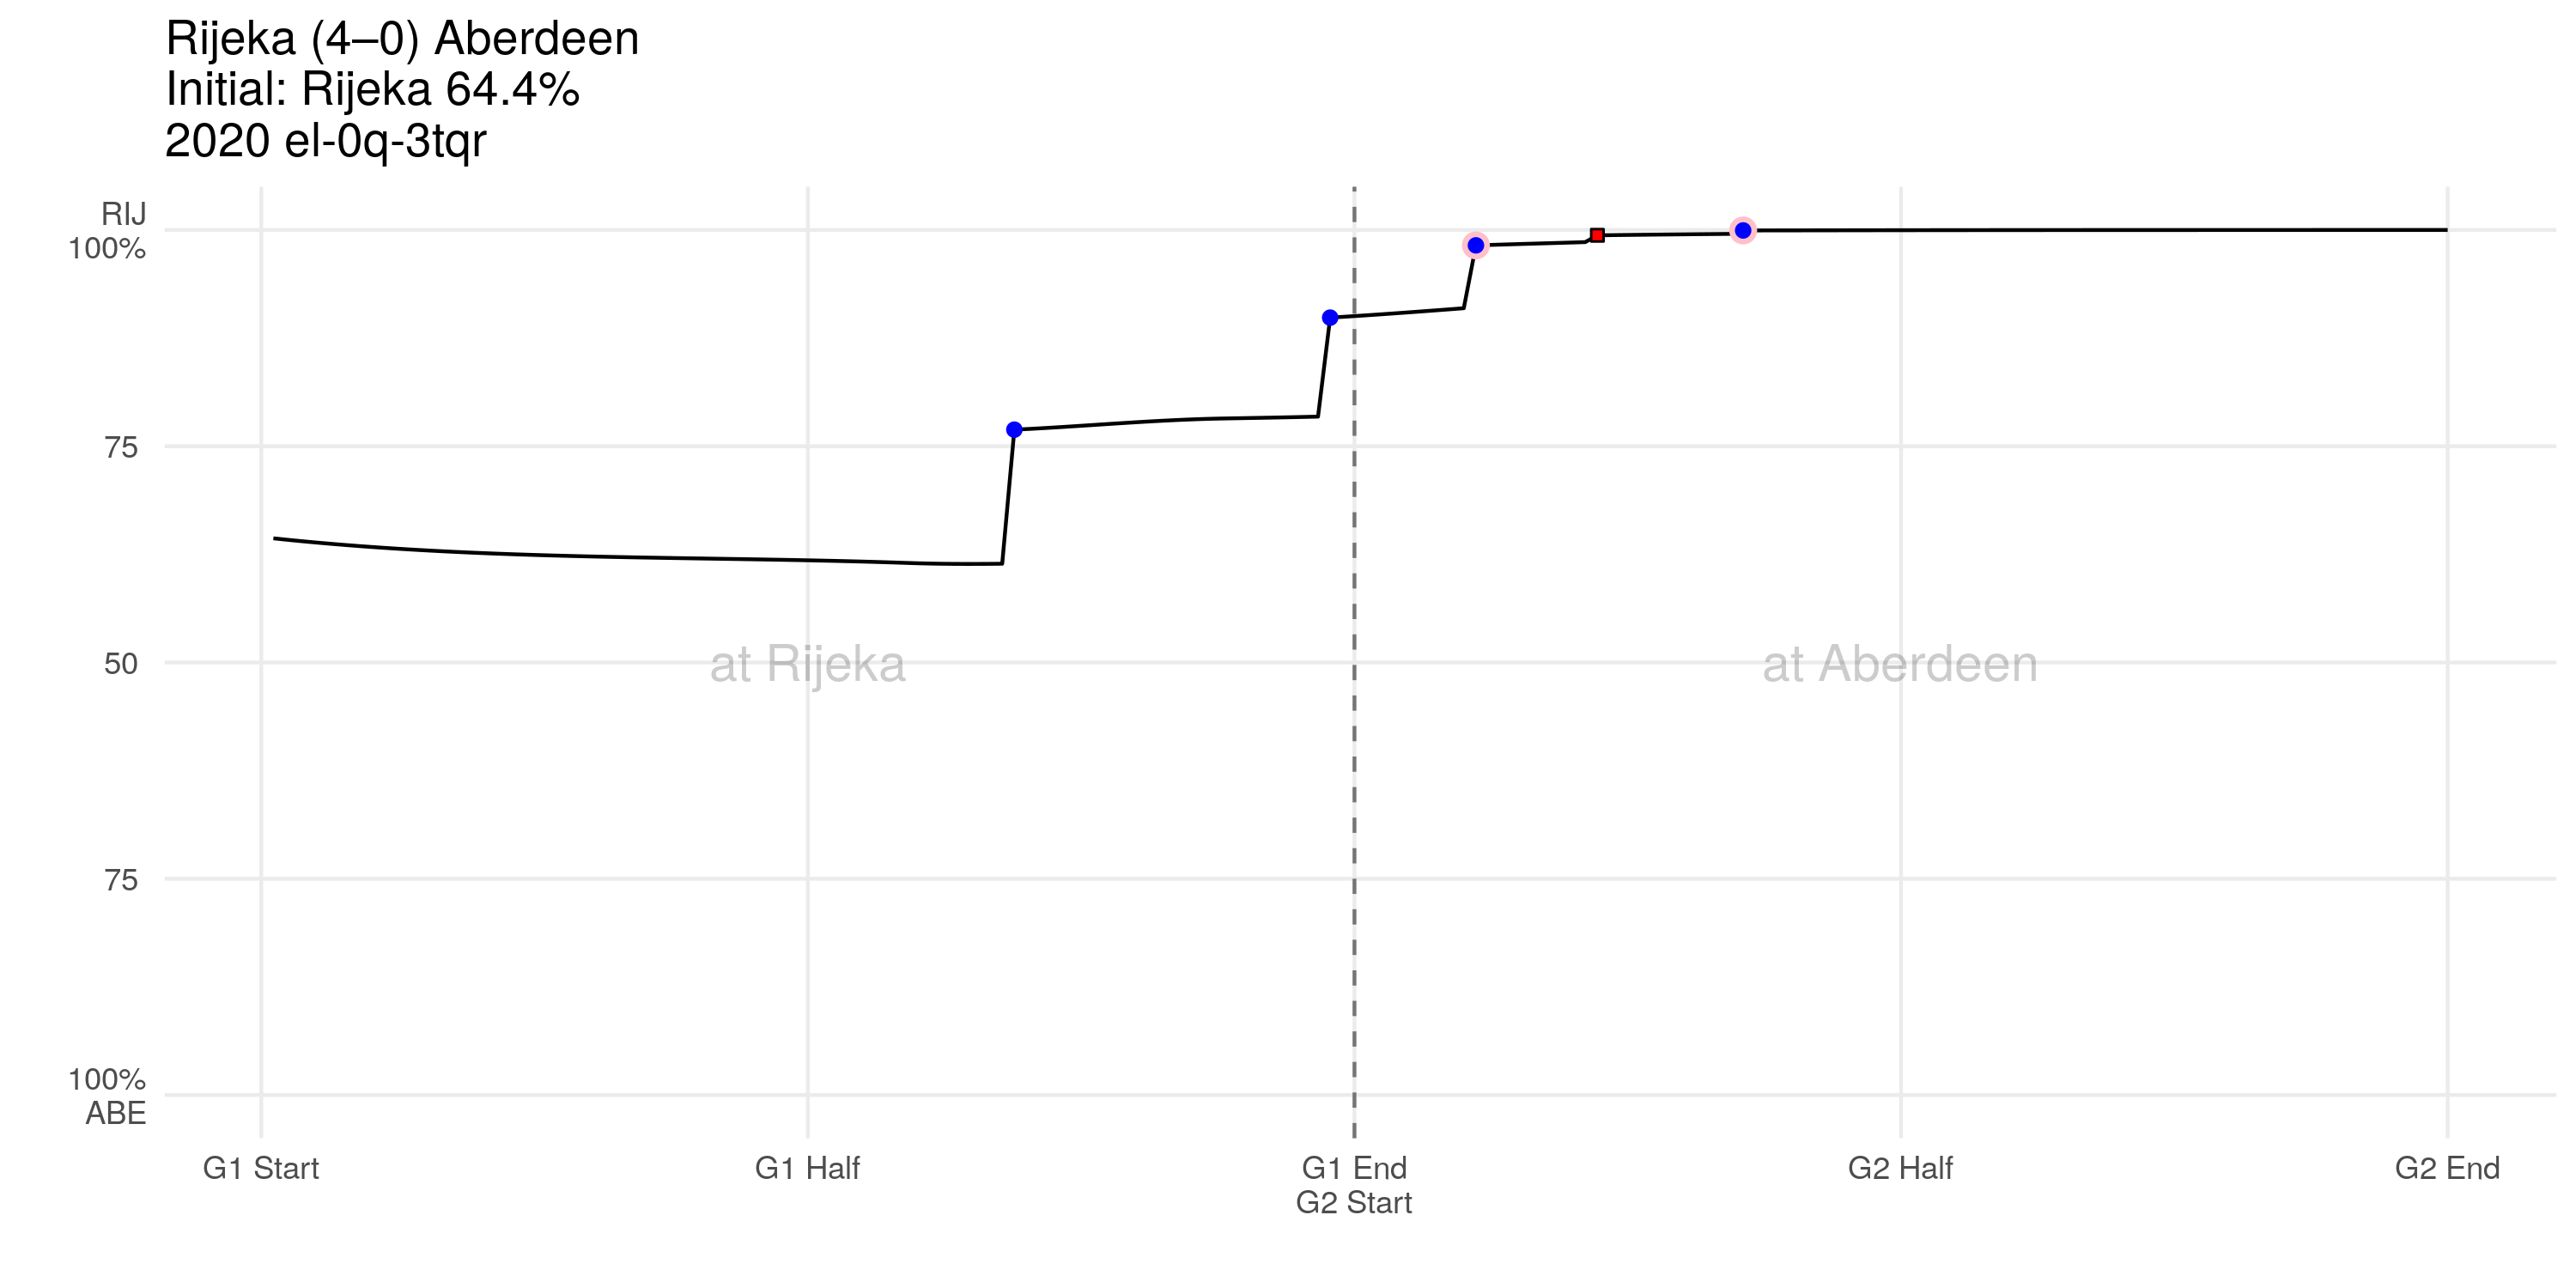 Rijeka (4–0) Aberdeen
Initial: Rijeka 64.4%
2020 el-0q-3tqr
RIJ
100%
75
50
75
100%
ABE
at Rijeka
at Aberdeen
G1 Start
G1 Half
G1 End
G2 Start
G2 Half
G2 End